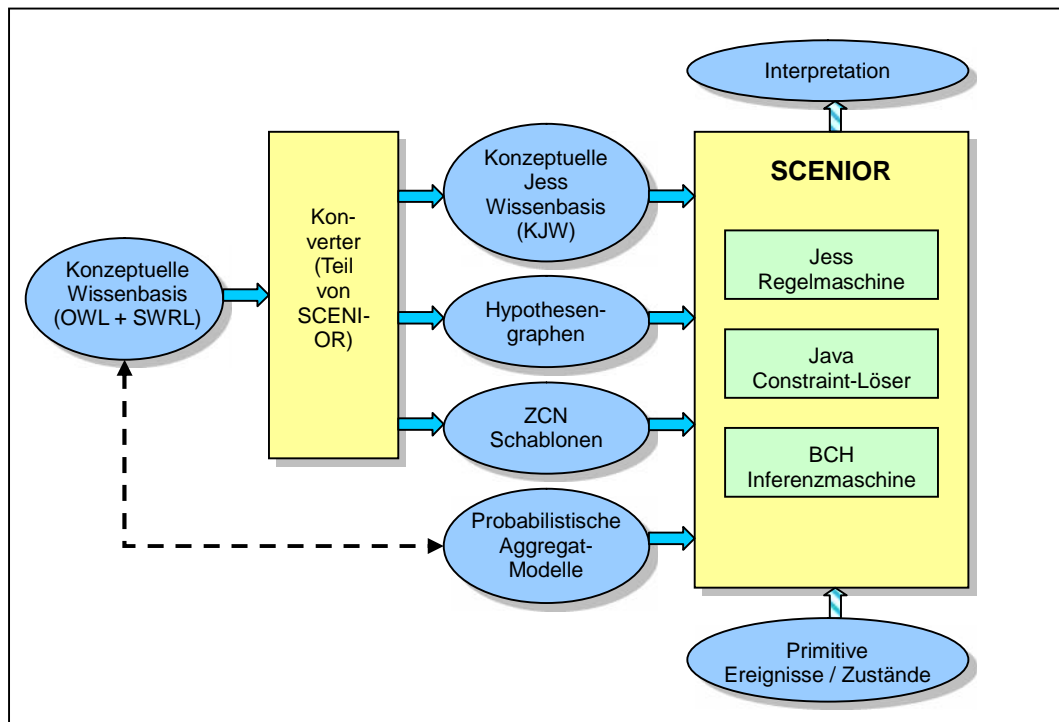 Interpretation
Konzeptuelle
Wissenbasis
(OWL + SWRL)
Kon-
verter
(Teil
von
SCENI-
OR)
Konzeptuelle
Jess
Wissenbasis
(KJW)
Hypothesen-
graphen
ZCN
Schablonen
Probabilistische
Aggregat-
Modelle
SCENIOR
Jess
Regelmaschine
Java
Constraint-Löser
BCH
Inferenzmaschine
Primitive
Ereignisse / Zustände